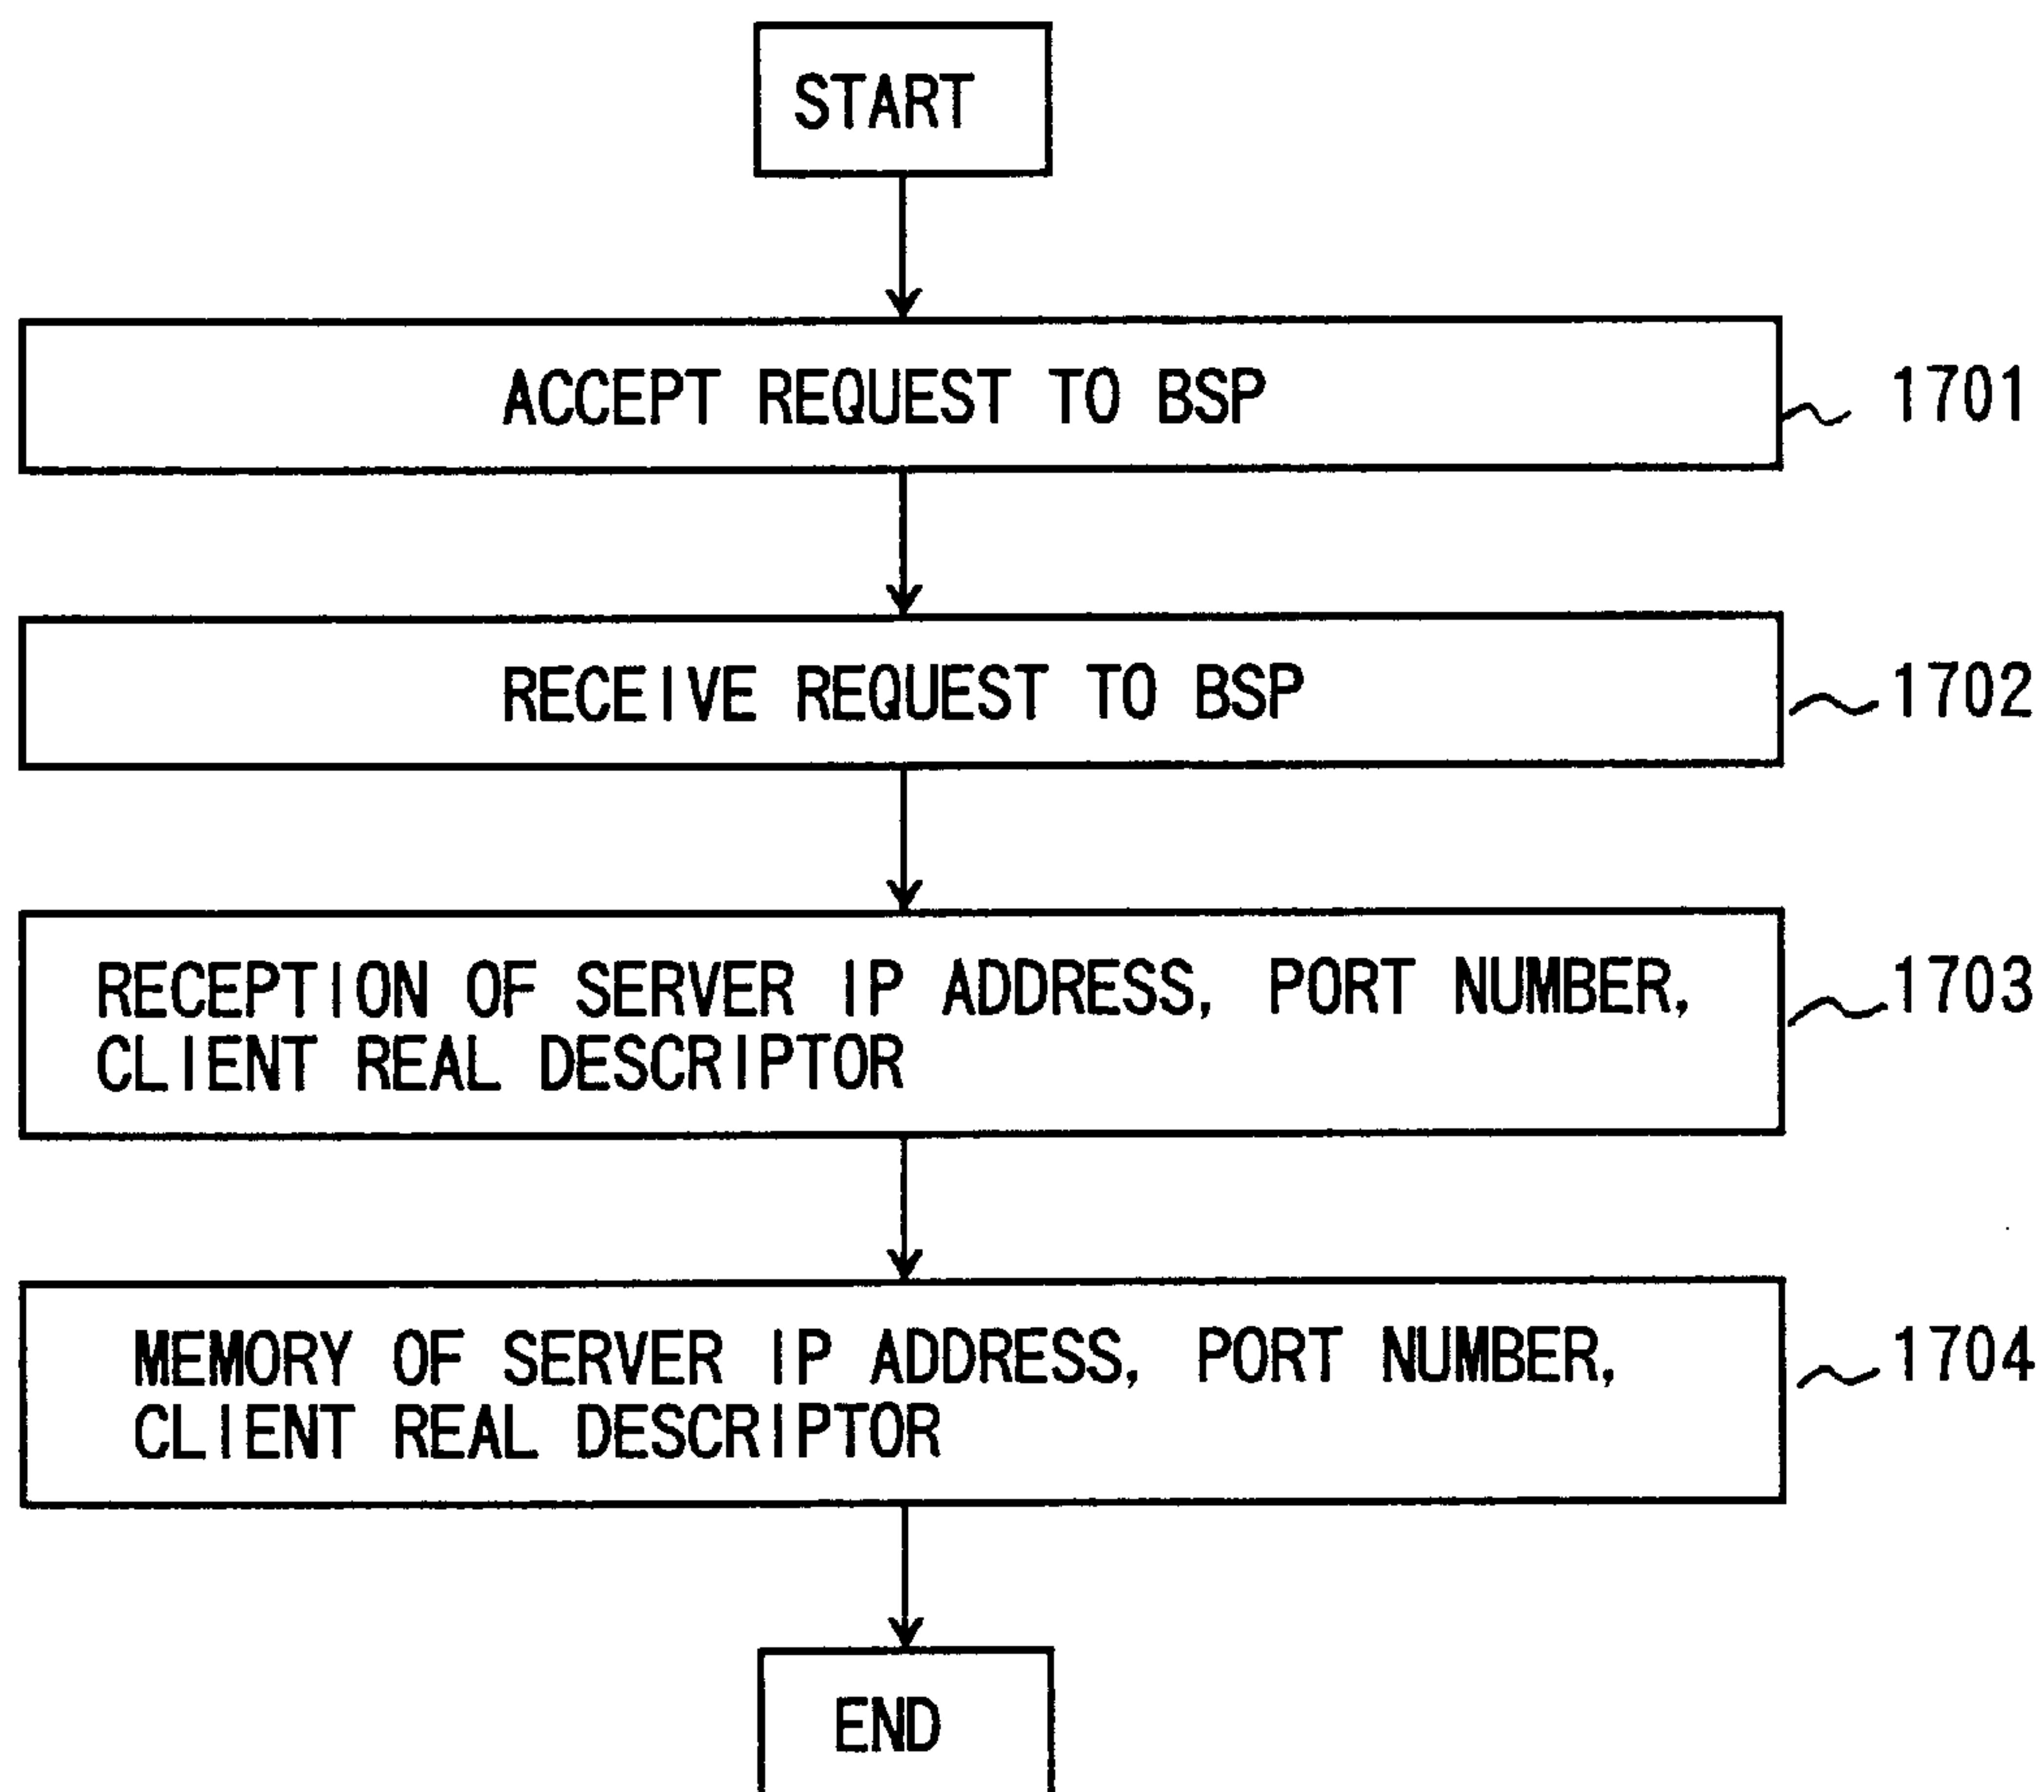 START
ACCEPT REQUEST TO BSP
1701
RECEIVE REQUEST TO BSP
1702
RECEPTION OF SERVER IP ADDRESS, PORT NUMBER,
CLIENT REAL DESCRIPTOR
1703
MEMORY OF SERVER IP ADDRESS, PORT NUMBER,
CLIENT REAL DESCRIPTOR
1704
END